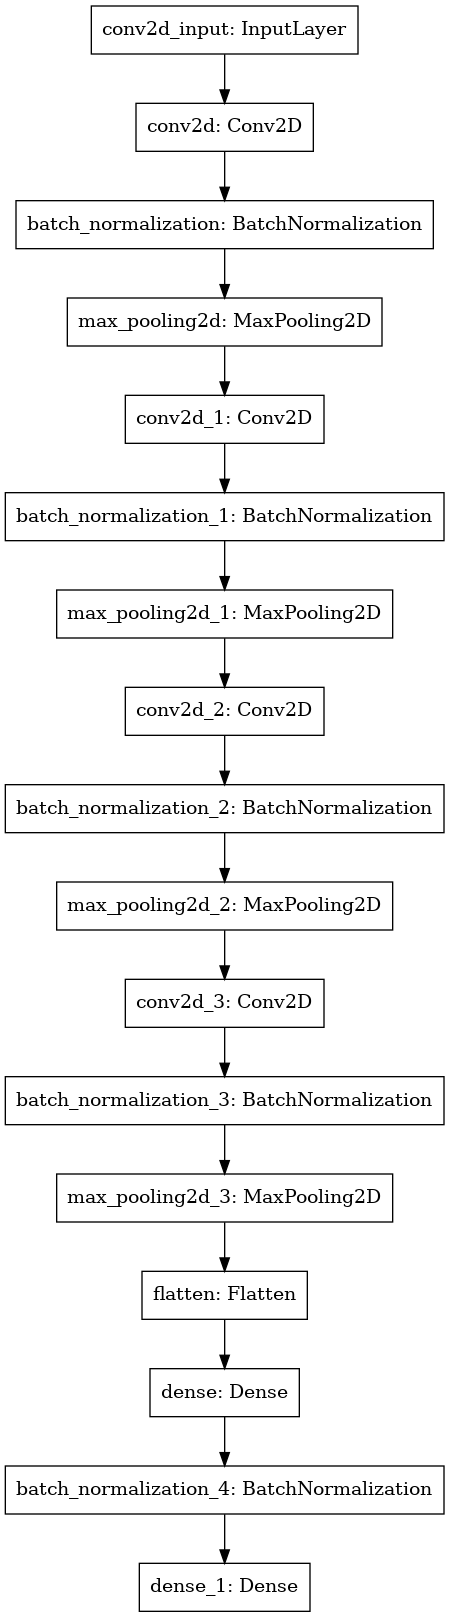 conv2d_input: InputLayer
conv2d: Conv2D
batch_normalization: BatchNormalization
max_pooling2d: MaxPooling2D
conv2d_1: Conv2D
batch_normalization_1: BatchNormalization
max_pooling2d_1: MaxPooling2D
conv2d_2: Conv2D
batch_normalization_2: BatchNormalization
max_pooling2d_2: MaxPooling2D
conv2d_3: Conv2D
batch_normalization_3: BatchNormalization
max_pooling2d_3: MaxPooling2D
flatten: Flatten
dense: Dense
batch_normalization_4: BatchNormalization
dense_1: Dense